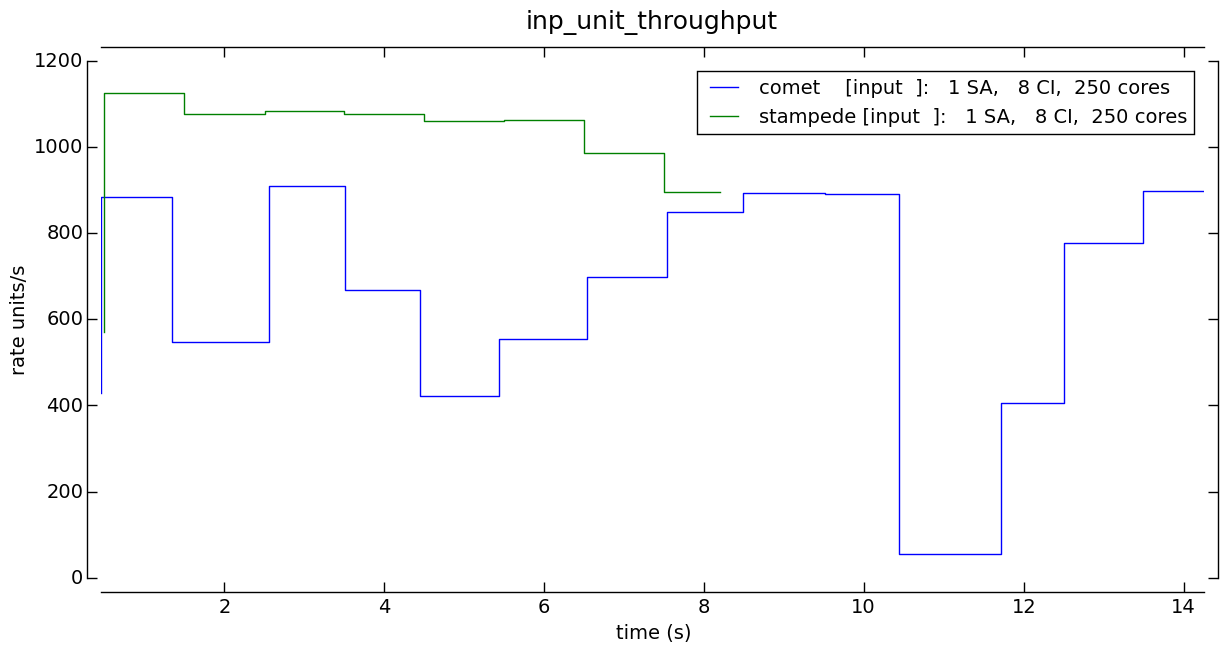 inp_unit_throughput
1200
1000
800
600
400
200
0
rate units/s
comet    [input  ]:   1 SA,   8 CI,  250 cores
stampede [input  ]:   1 SA,   8 CI,  250 cores
2 4 6 8 10 12 14
time (s)